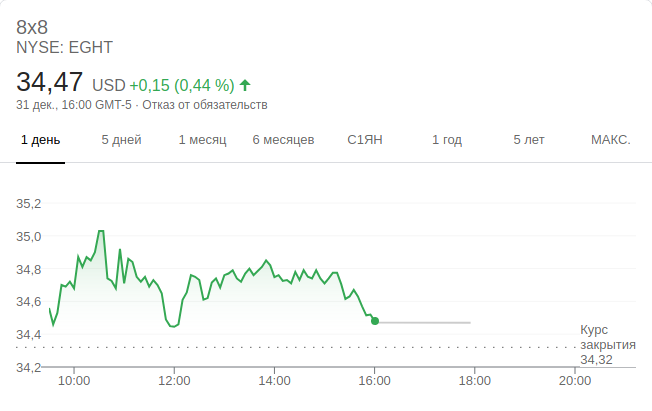 8x8
NYSE: EGHT
34,47 USD +0,15 (0,44 %)
31 дек., 16:00 GMT-5 · Отказ от обязательств
1 день 5 дней 1 месяц 6 месяцев С1ЯН 1 год 5 лет МАКС.
35,2
35,0
34,8
34,6
34,4
34,2
Курс
закрытия
34,32
10:00 12:00 14:00 16:00 18:00 20:00